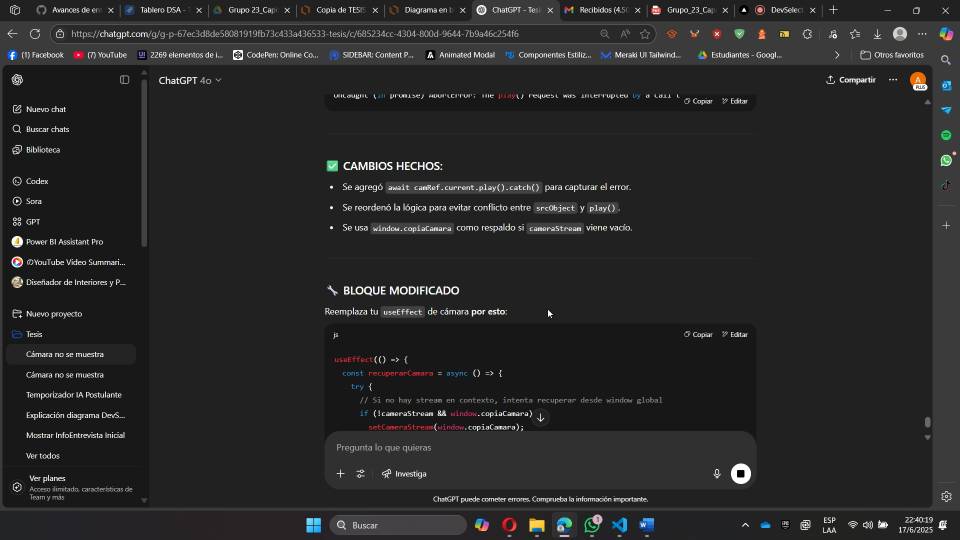 Avances en em
Tablero DSA - T
Grupo 23_Cap
Copia de TESIS
Diagrama en b
ChatGPT - Tesi
Recibidos (4.50
Grupo_23_Cap
DevSelect
https://chatgpt.com/g/g-p-67ec3d8de58081919fb73c433a436533-tesis/c/685234cc-4304-800d-9644-7b9a46c254f6
(1) Facebook
(7) YouTube
2269 elementos de i...
CodePen: Online Co...
SIDEBAR: Content P...
Animated Modal
Componentes Estiliz...
Meraki UI Tailwind...
Estudiantes - Googl...
Otros favoritos
ChatGPT 4o
Compartir
A
PLUS
Nuevo chat
Buscar chats
Biblioteca
Codex
Sora
GPT
Power BI Assistant Pro
YouTube Video Summari...
Diseñador de Interiores y P...
Nuevo proyecto
Tesis
Cámara no se muestra
Cámara no se muestra
Temporizador IA Postulante
Explicación diagrama DevS...
Mostrar InfoEntrevista Inicial
Ver todos
Ver planes
Acceso ilimitado, características de
Team y más
Uncaught (in promise) AbortError: The play() request was interrupted by a call t
Copiar
Editar
CAMBIOS HECHOS:
• Se agregó await camRef.current.play().catch() para capturar el error.
• Se reordenó la lógica para evitar conflicto entre srcObject y play().
• Se usa window.copiaCamara como respaldo si cameraStream viene vacío.
BLOQUE MODIFICADO
Reemplaza tu useEffect de cámara por esto:
js
Copiar
Editar
useEffect(() => {
const recuperarCamara = async () => {
try {
// Si no hay stream en contexto, intenta recuperar desde window global
if (!cameraStream && window.copiaCamara)
setCameraStream(window.copiaCamara);
Pregunta lo que quieras
Investiga
ChatGPT puede cometer errores. Comprueba la información importante.
Buscar
1
ESP
LAA
22:40:19
17/6/2025